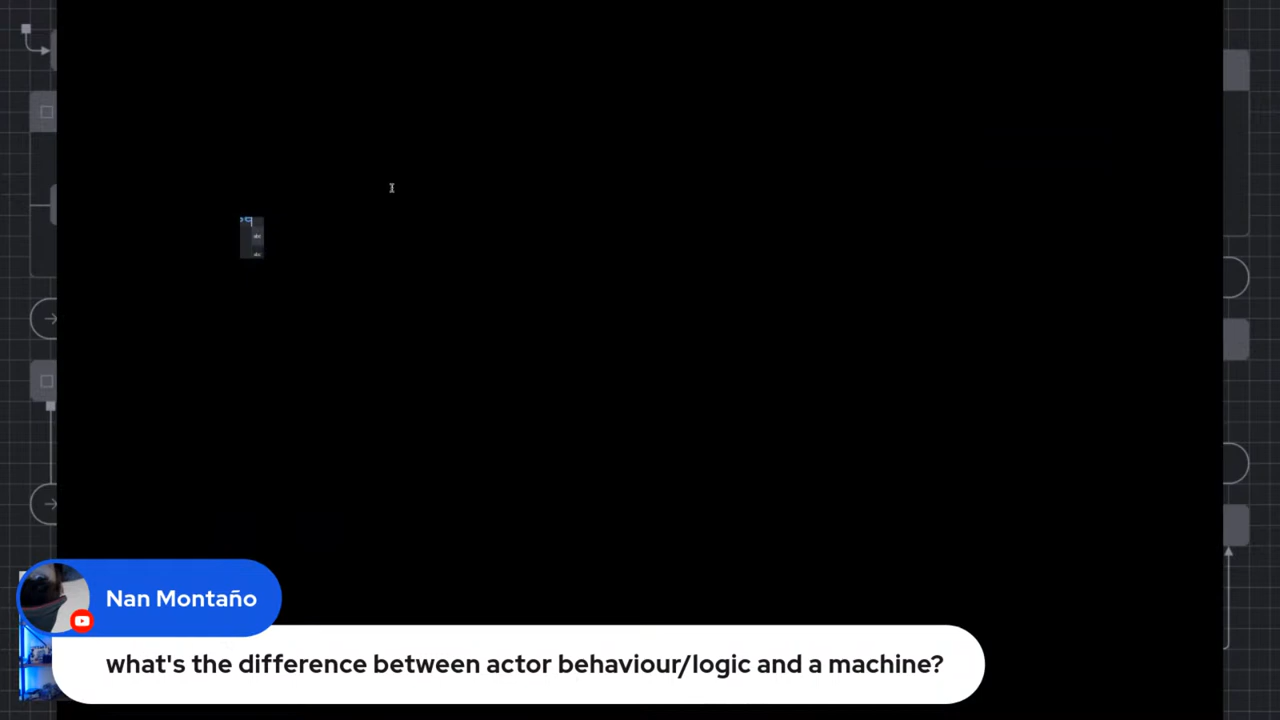 Nan Montaño
what's the difference between actor behaviour/logic and a machine?